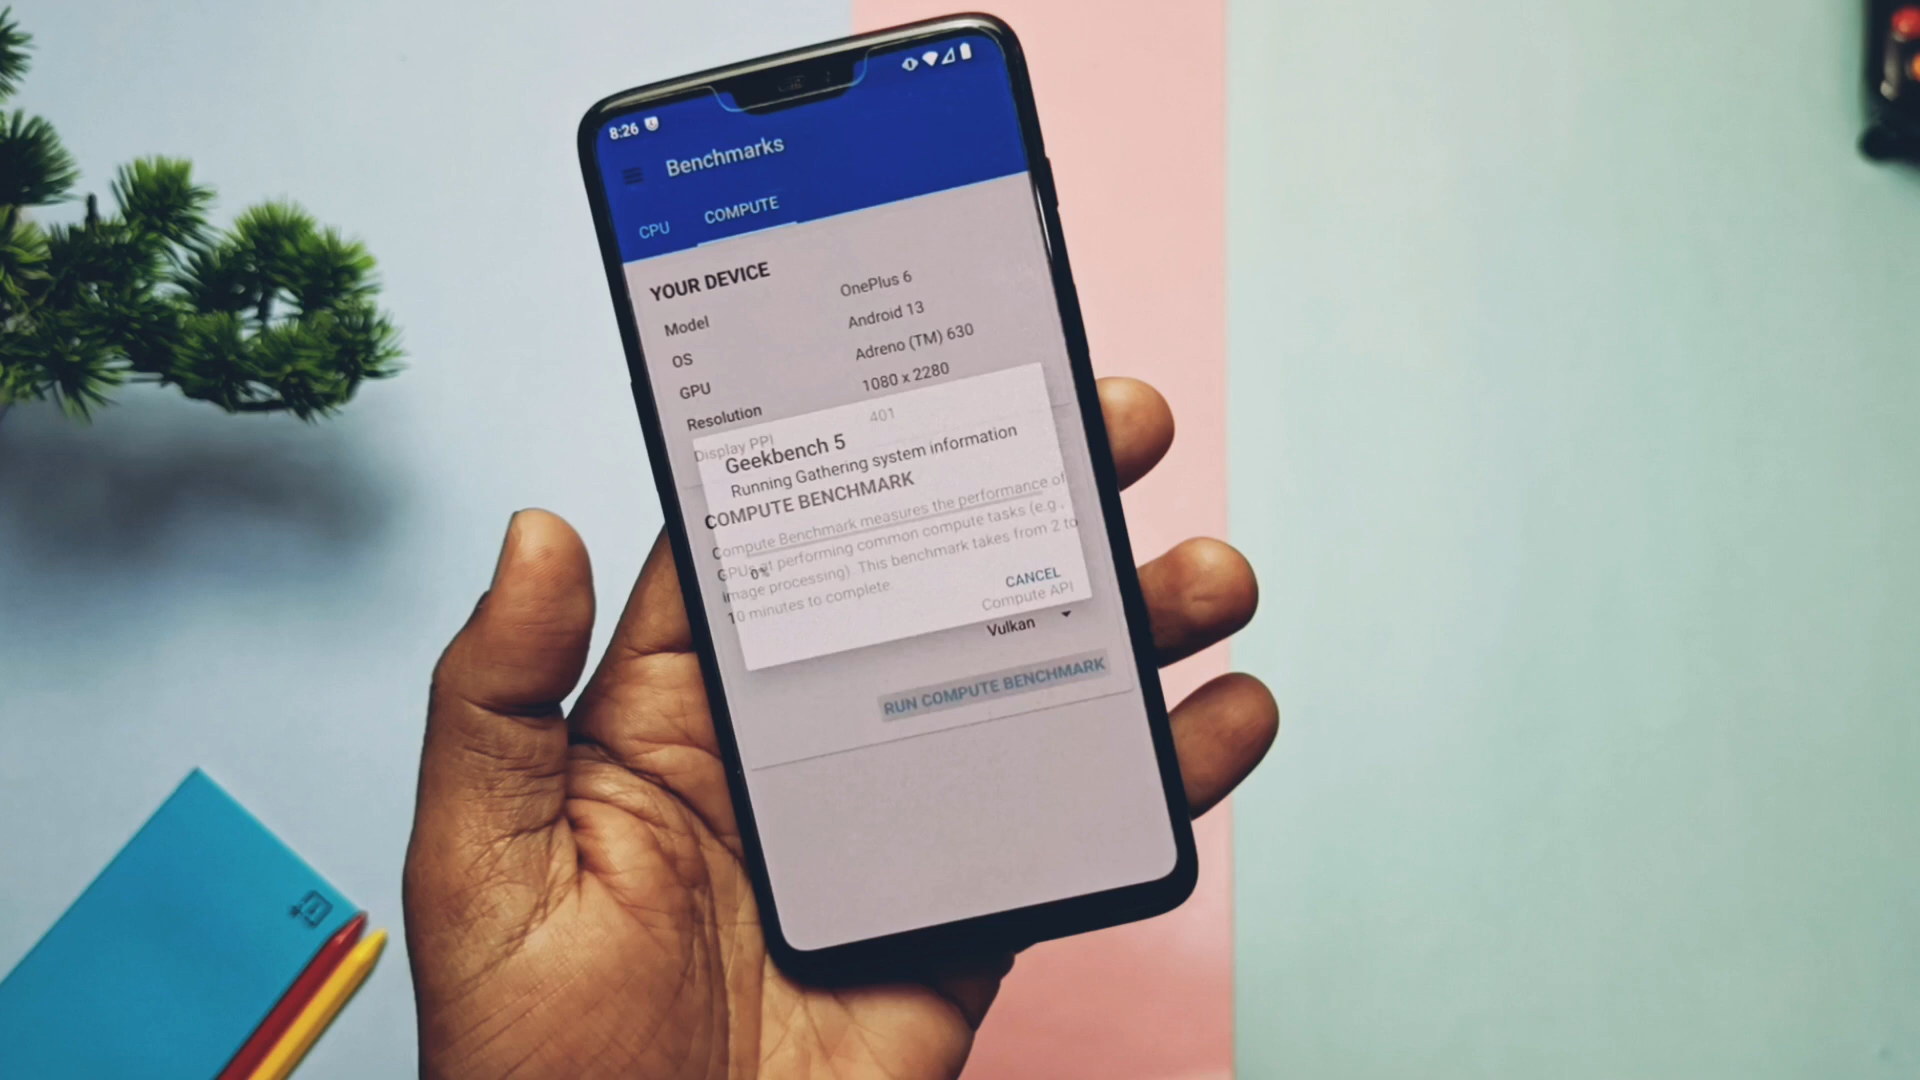 8:26
Benchmarks
CPU COMPUTE
YOUR DEVICE
Model OnePlus 6
OS Android 13
GPU Adreno (TM) 630
Resolution 1080 x 2280
Display PPI 401
Geekbench 5
Running Gathering system information
COMPUTE BENCHMARK
Compute Benchmark measures the performance of
GPUs at performing common compute tasks (e.g.,
image processing). This benchmark takes from 2 to
10 minutes to complete.
0%
CANCEL
Compute API
Vulkan
RUN COMPUTE BENCHMARK